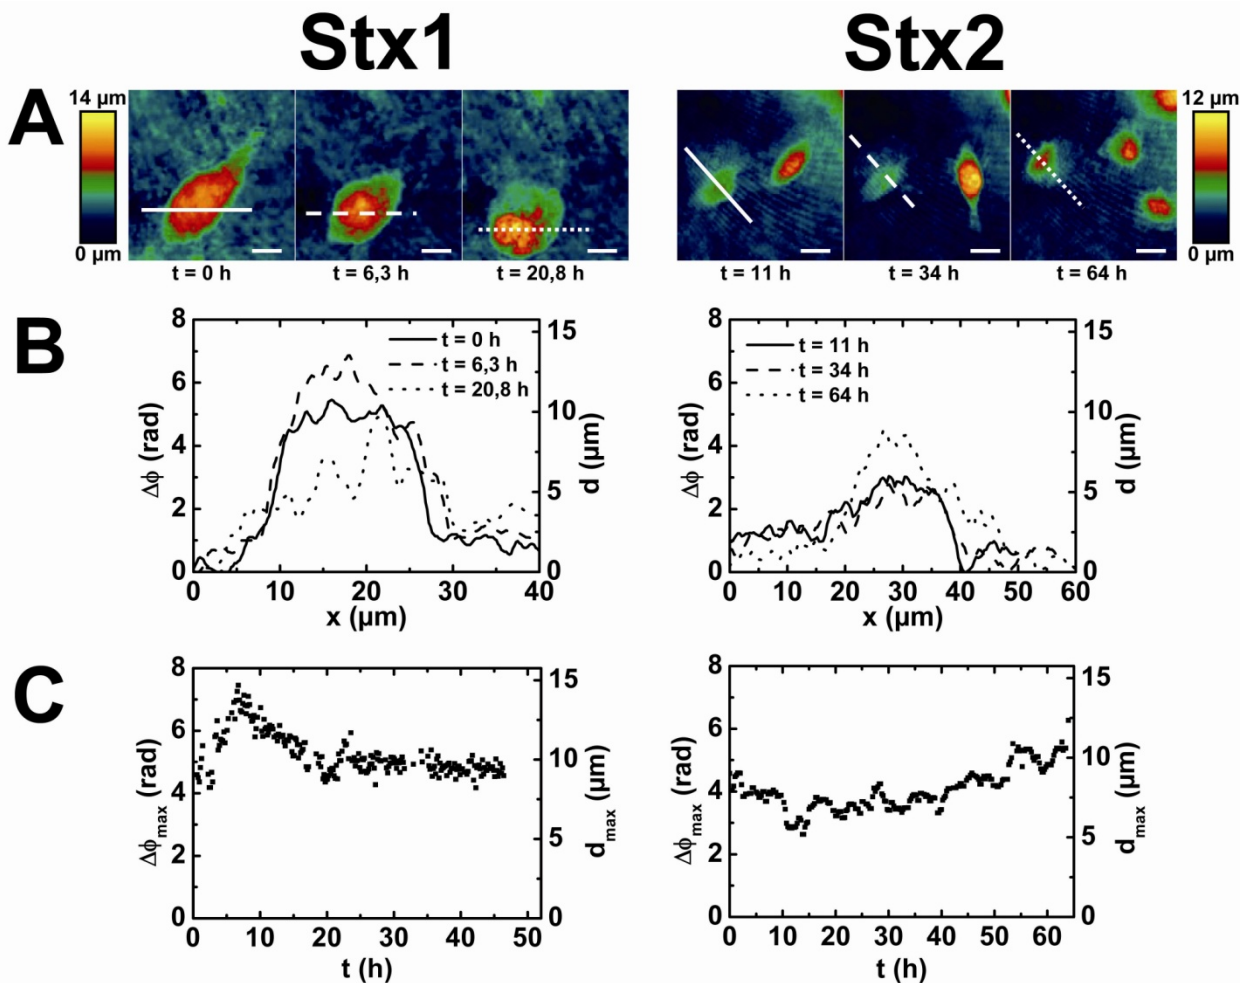 Stx1 Stx2
A
14 µm
0 µm
t = 0 h
t = 6,3 h
t = 20,8 h
t = 11 h
t = 34 h
t = 64 h
12 µm
0 µm
B
8
6
4
2
0
Δϕ (rad)
t = 0 h
t = 6,3 h
t = 20,8 h
15
10
5
0
d (µm)
0 10 20 30 40
x (µm)
8
6
4
2
0
Δϕ (rad)
t = 11 h
t = 34 h
t = 64 h
15
10
5
0
d (µm)
0 10 20 30 40 50 60
x (µm)
C
8
6
4
2
0
Δϕmax (rad)
15
10
5
0
dmax (µm)
0 10 20 30 40 50
t (h)
8
6
4
2
0
Δϕmax (rad)
15
10
5
0
dmax (µm)
0 10 20 30 40 50 60
t (h)